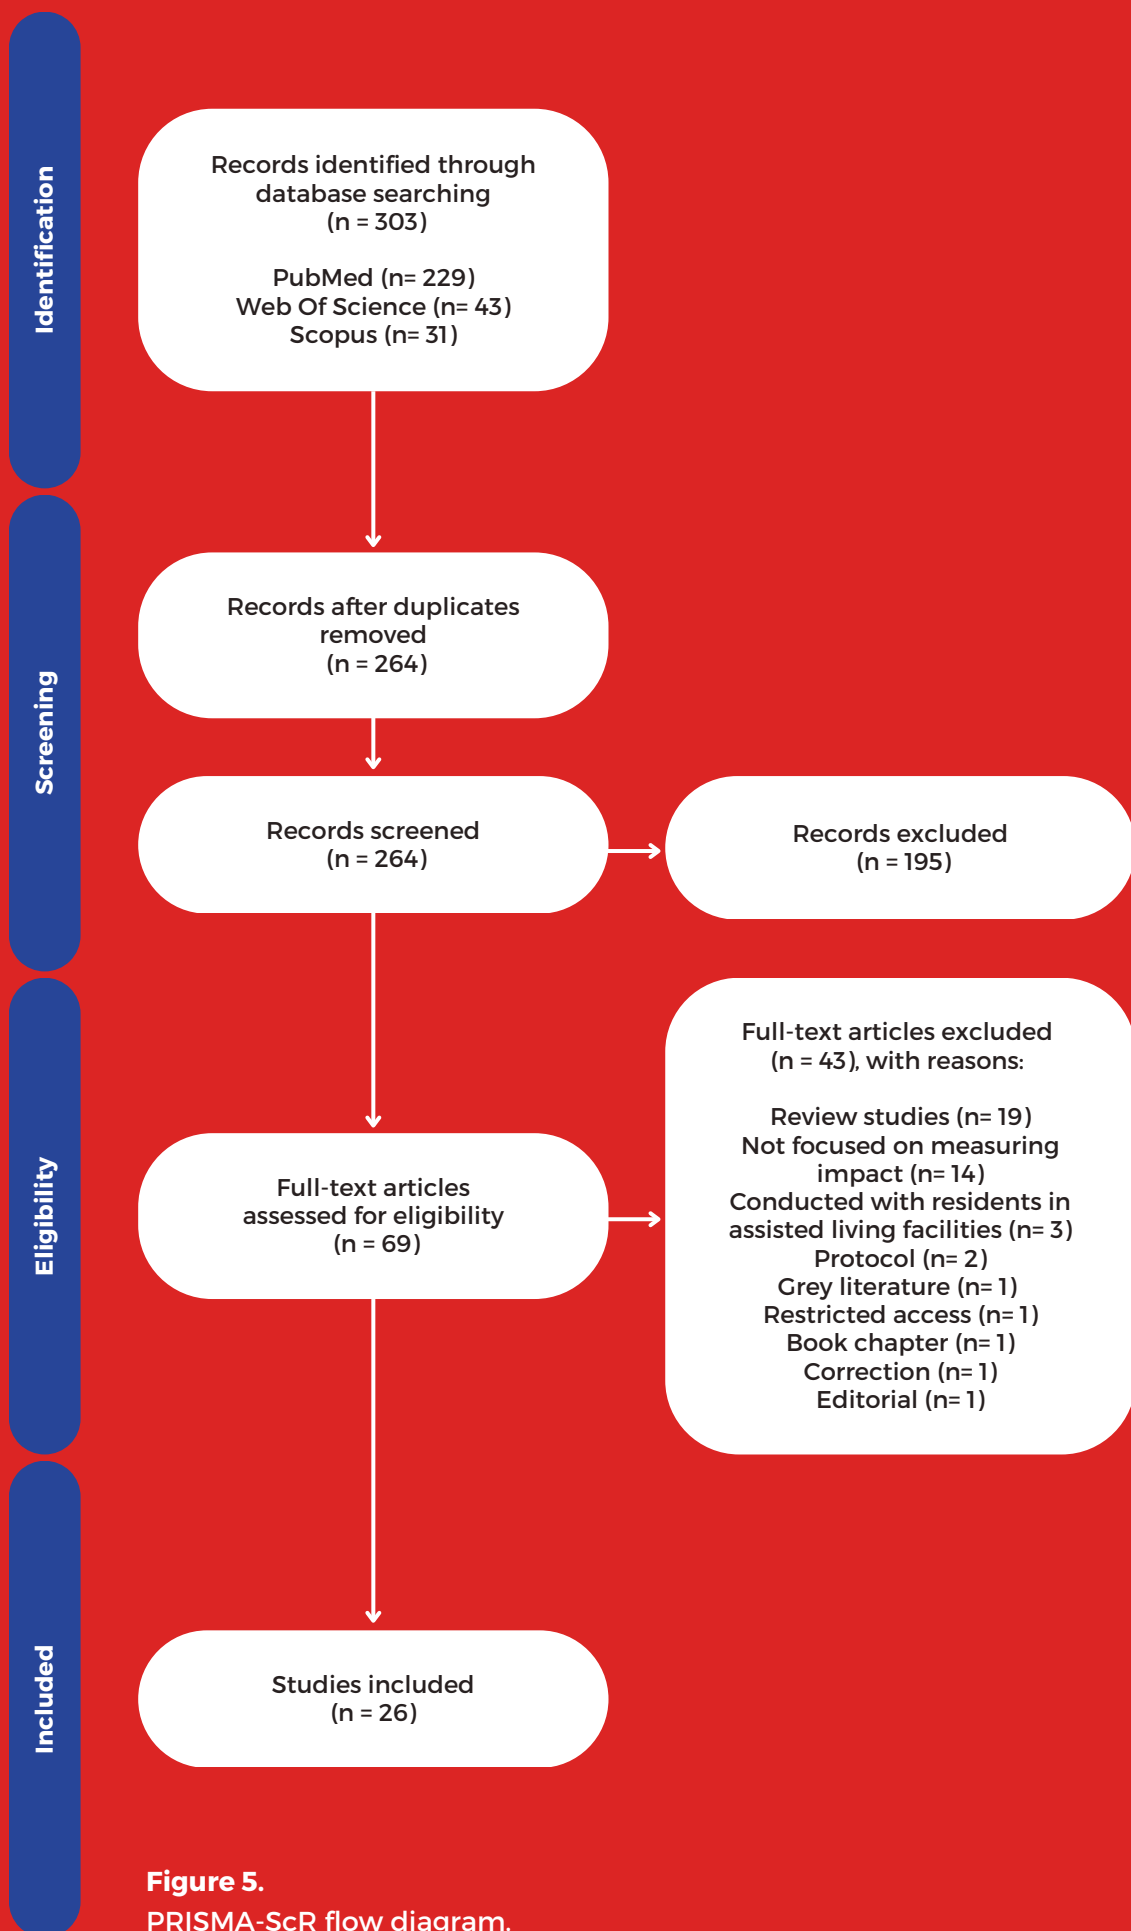 Identification
Records identified through
database searching
(n = 303)
PubMed (n= 229)
Web Of Science (n= 43)
Scopus (n= 31)
Screening
Records after duplicates
removed
(n = 264)
Records screened
(n = 264)
Records excluded
(n = 195)
Eligibility
Full-text articles
assessed for eligibility
(n = 69)
Full-text articles excluded
(n = 43), with reasons:
Review studies (n= 19)
Not focused on measuring
impact (n= 14)
Conducted with residents in
assisted living facilities (n= 3)
Protocol (n= 2)
Grey literature (n= 1)
Restricted access (n= 1)
Book chapter (n= 1)
Correction (n= 1)
Editorial (n= 1)
Included
Studies included
(n = 26)
Figure 5.
PRISMA-ScR flow diagram.